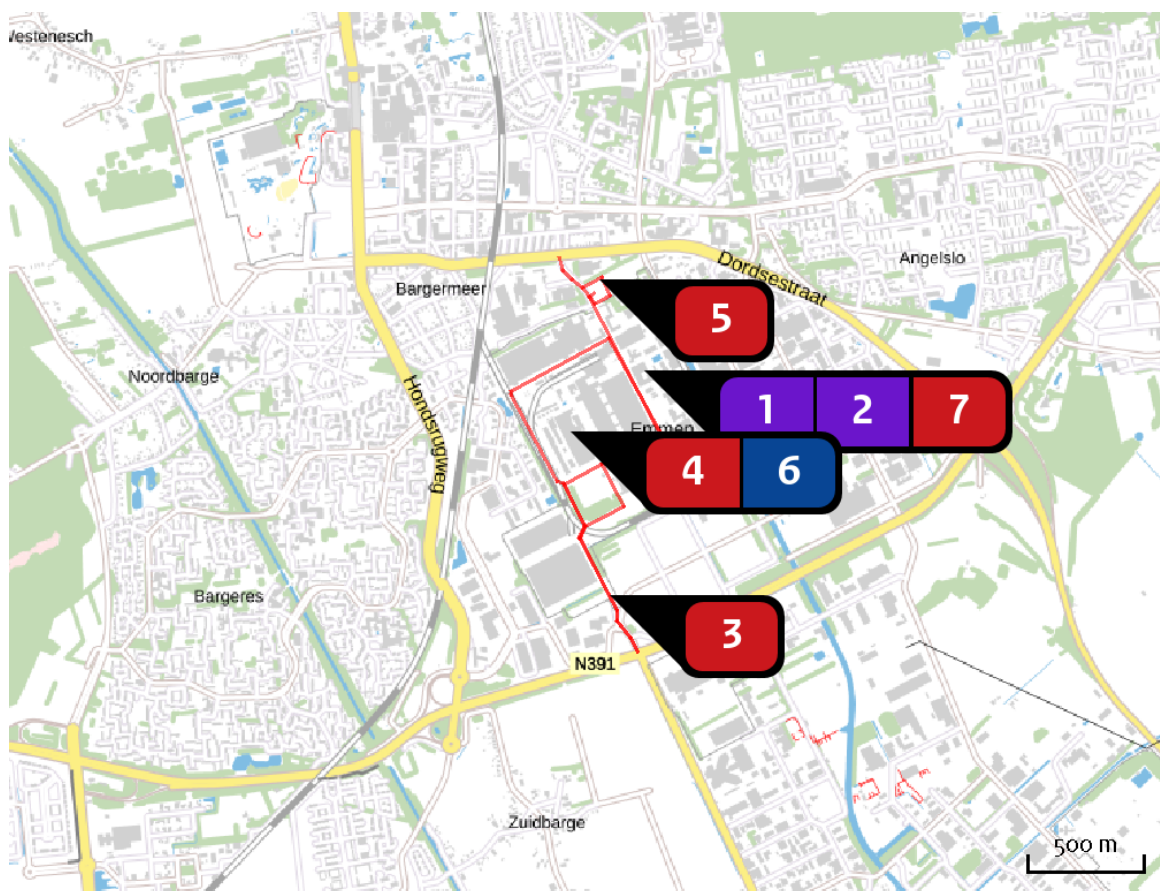 Westenesch
Dordsestraat
Angelslo
Bargermeer
5
Noordbarge
Hondsrugweg
1 2 7
Emmen
4 6
Bargeres
3
N391
Zuidbarge
500 m